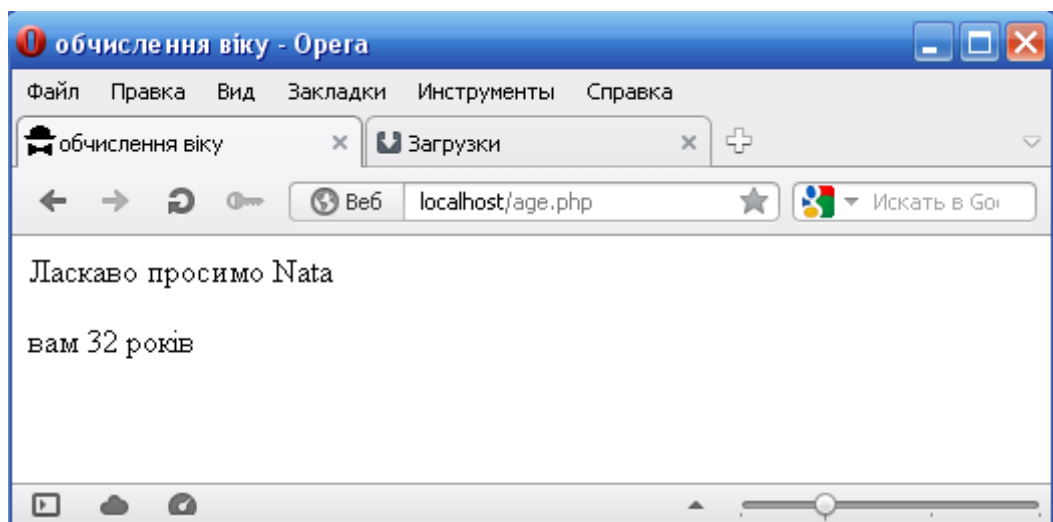 обчислення віку - Opera
Файл Правка Вид Закладки Инструменты Справка
обчислення віку Загрузки
Веб localhost/age.php Искать в Goo
Ласкаво просимо Nata
вам 32 років